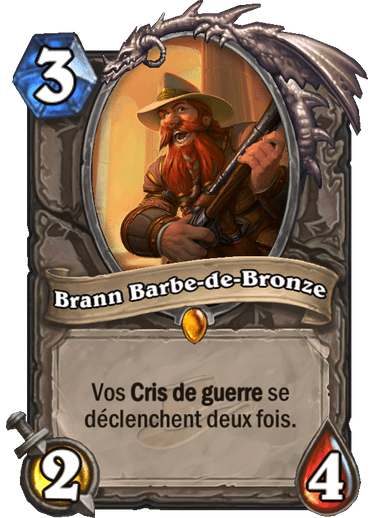 3
Brann Barbe-de-Bronze
Vos Cris de guerre se
déclenchent deux fois.
2
4